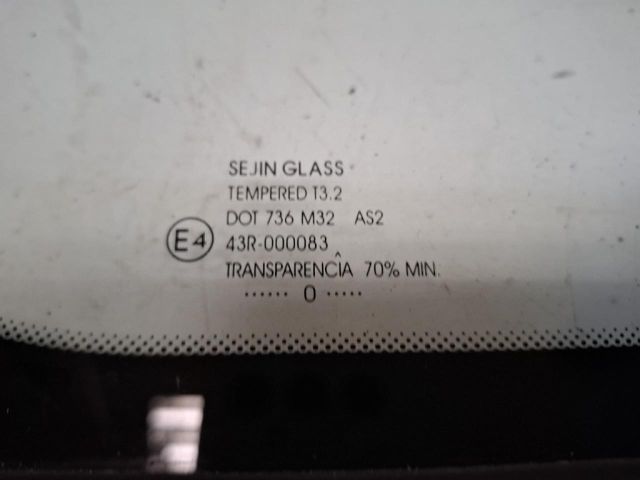 SEJIN GLASS
TEMPERED T3.2
DOT 736 M32 AS2
E4 43R-000083
TRANSPARENCIA 70% MIN.
...... 0 .....